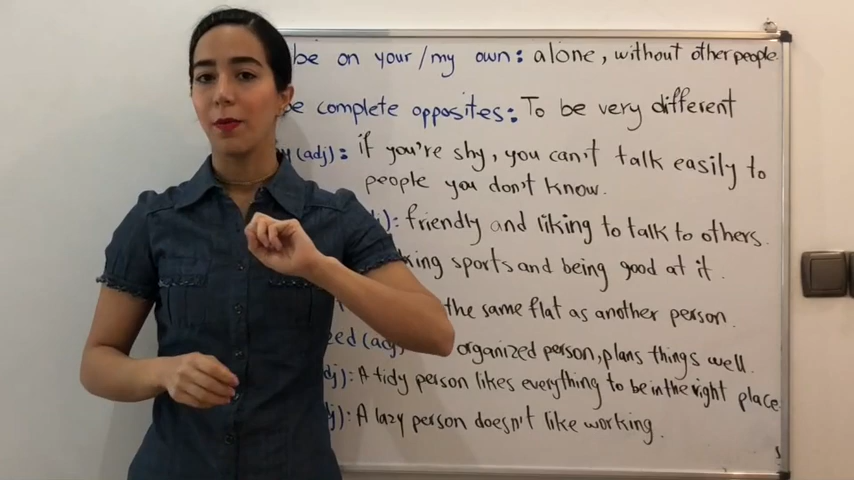 be on your/my own: alone, without other people
complete opposites: To be very different
(adj): if you're shy, you can't talk easily to
people you don't know.
): friendly and liking to talk to others.
sports and being good at it.
the same flat as another person.
(adj organized person, plans things well.
dj): A tidy person likes everything to be in the right place
j): A lazy person doesn't like working.